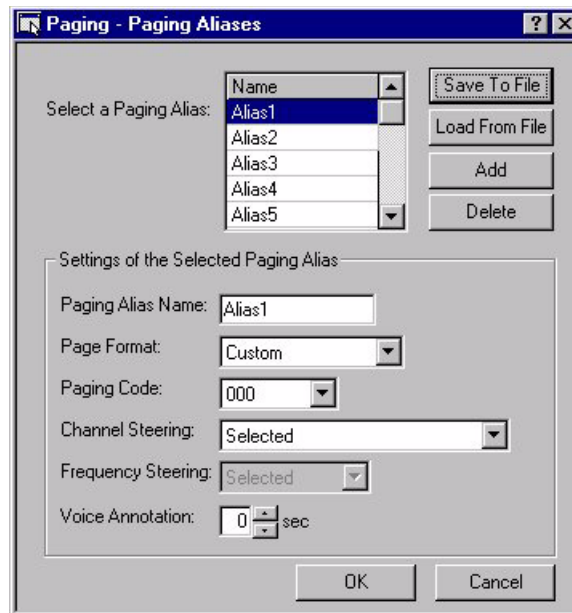 Paging - Paging Aliases
Select a Paging Alias:
Name
Alias1
Alias2
Alias3
Alias4
Alias5
Save To File
Load From File
Add
Delete
Settings of the Selected Paging Alias
Paging Alias Name: Alias1
Page Format: Custom
Paging Code: 000
Channel Steering: Selected
Frequency Steering: Selected
Voice Annotation: 0 sec
OK Cancel